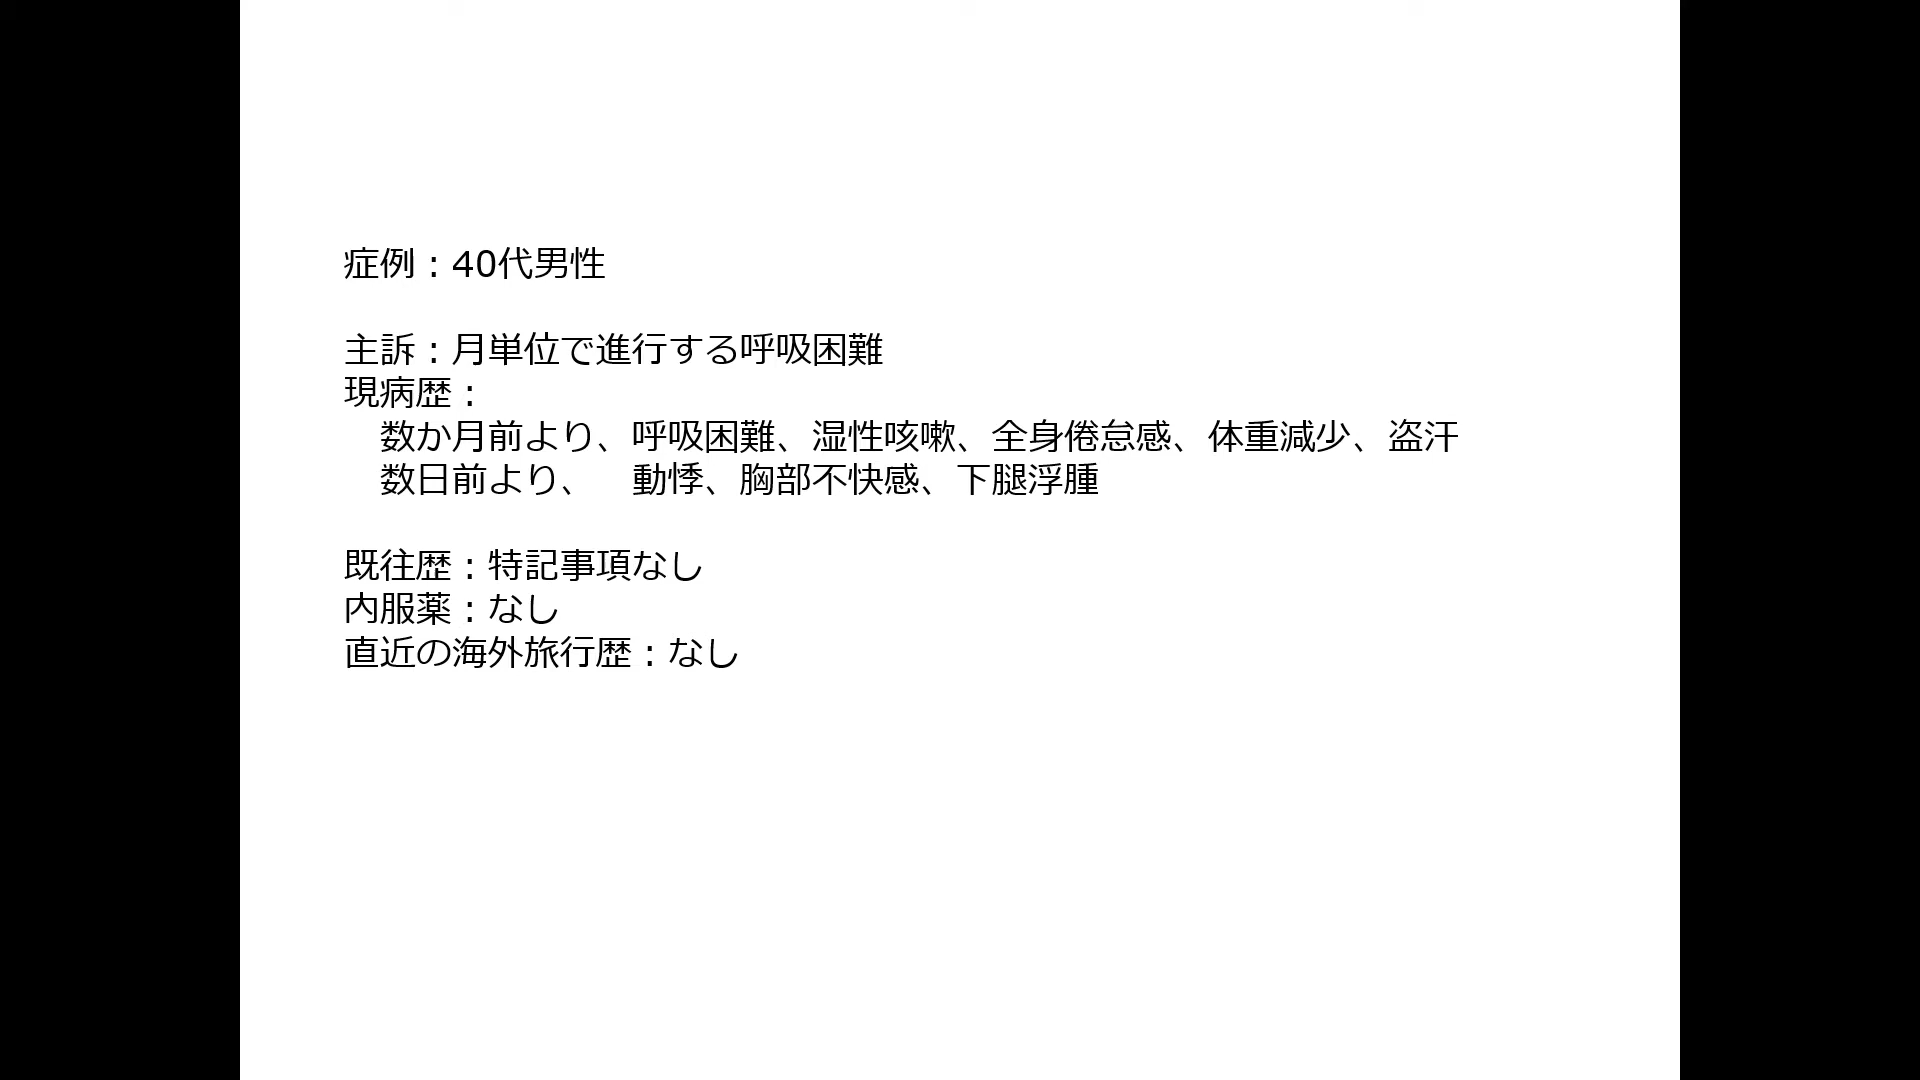 症例：40代男性
主訴：月単位で進行する呼吸困難
現病歴：
数か月前より、呼吸困難、湿性咳嗽、全身倦怠感、体重減少、盗汗
数日前より、　動悸、胸部不快感、下腿浮腫
既往歴：特記事項なし
内服薬：なし
直近の海外旅行歴：なし